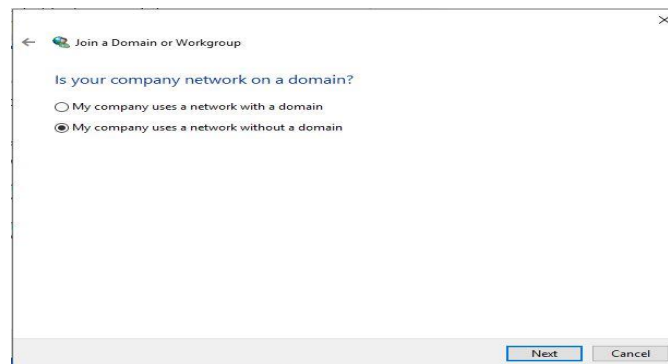 Join a Domain or Workgroup
Is your company network on a domain?
My company uses a network with a domain
My company uses a network without a domain
Next
Cancel